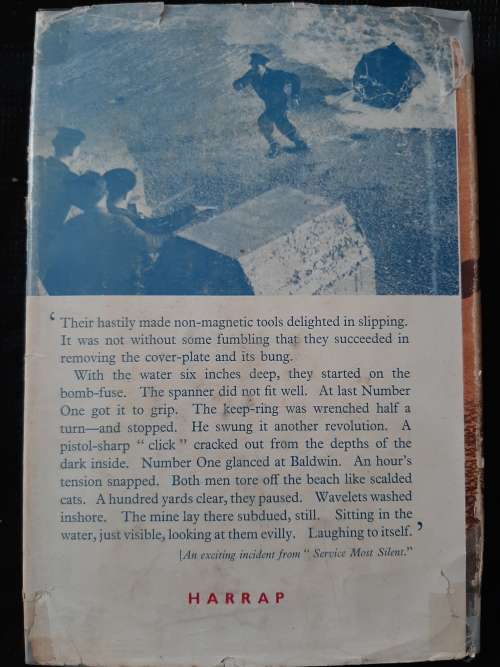 ‘ Their hastily made non-magnetic tools delighted in slipping.
It was not without some fumbling that they succeeded in
removing the cover-plate and its bung.
With the water six inches deep, they started on the
bomb-fuse. The spanner did not fit well. At last Number
One got it to grip. The keep-ring was wrenched half a
turn—and stopped. He swung it another revolution. A
pistol-sharp “ click ” cracked out from the depths of the
dark inside. Number One glanced at Baldwin. An hour's
tension snapped. Both men tore off the beach like scalded
cats. A hundred yards clear, they paused. Wavelets washed
inshore. The mine lay there subdued, still. Sitting in the
water, just visible, looking at them evilly. Laughing to itself. ’
[An exciting incident from “ Service Most Silent.”
HARRAP